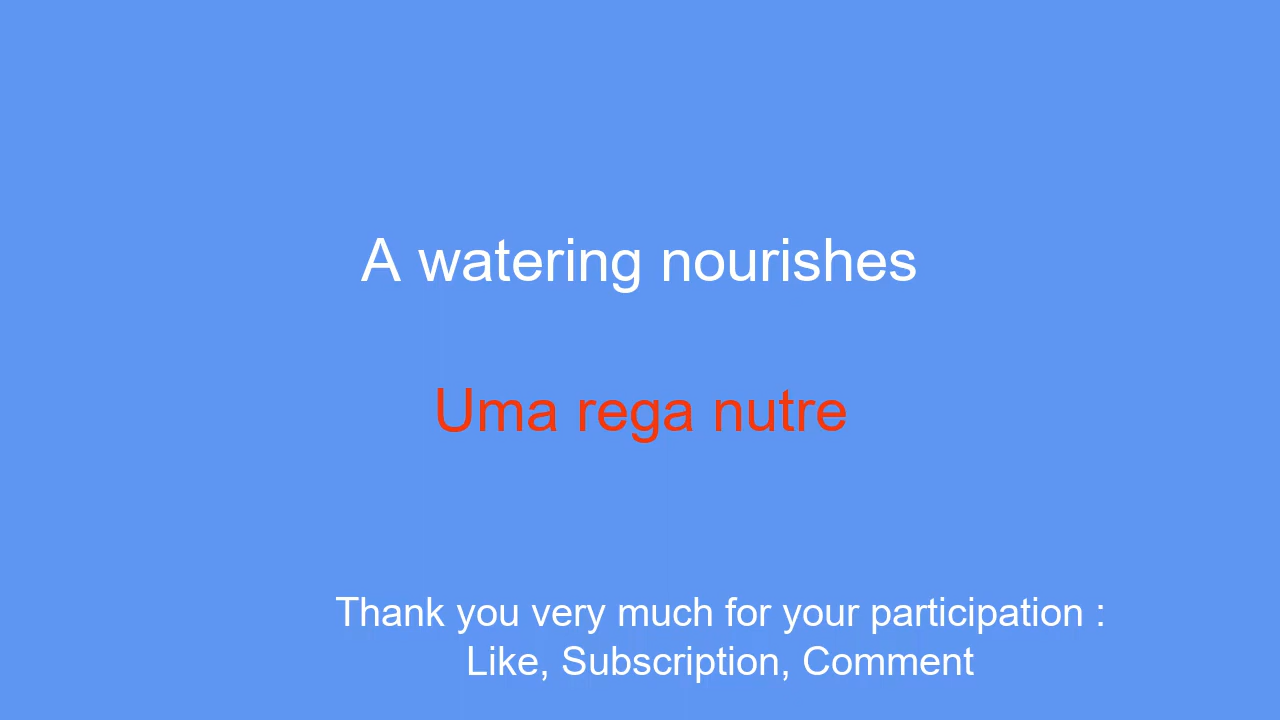 A watering nourishes
Uma rega nutre
Thank you very much for your participation :
Like, Subscription, Comment